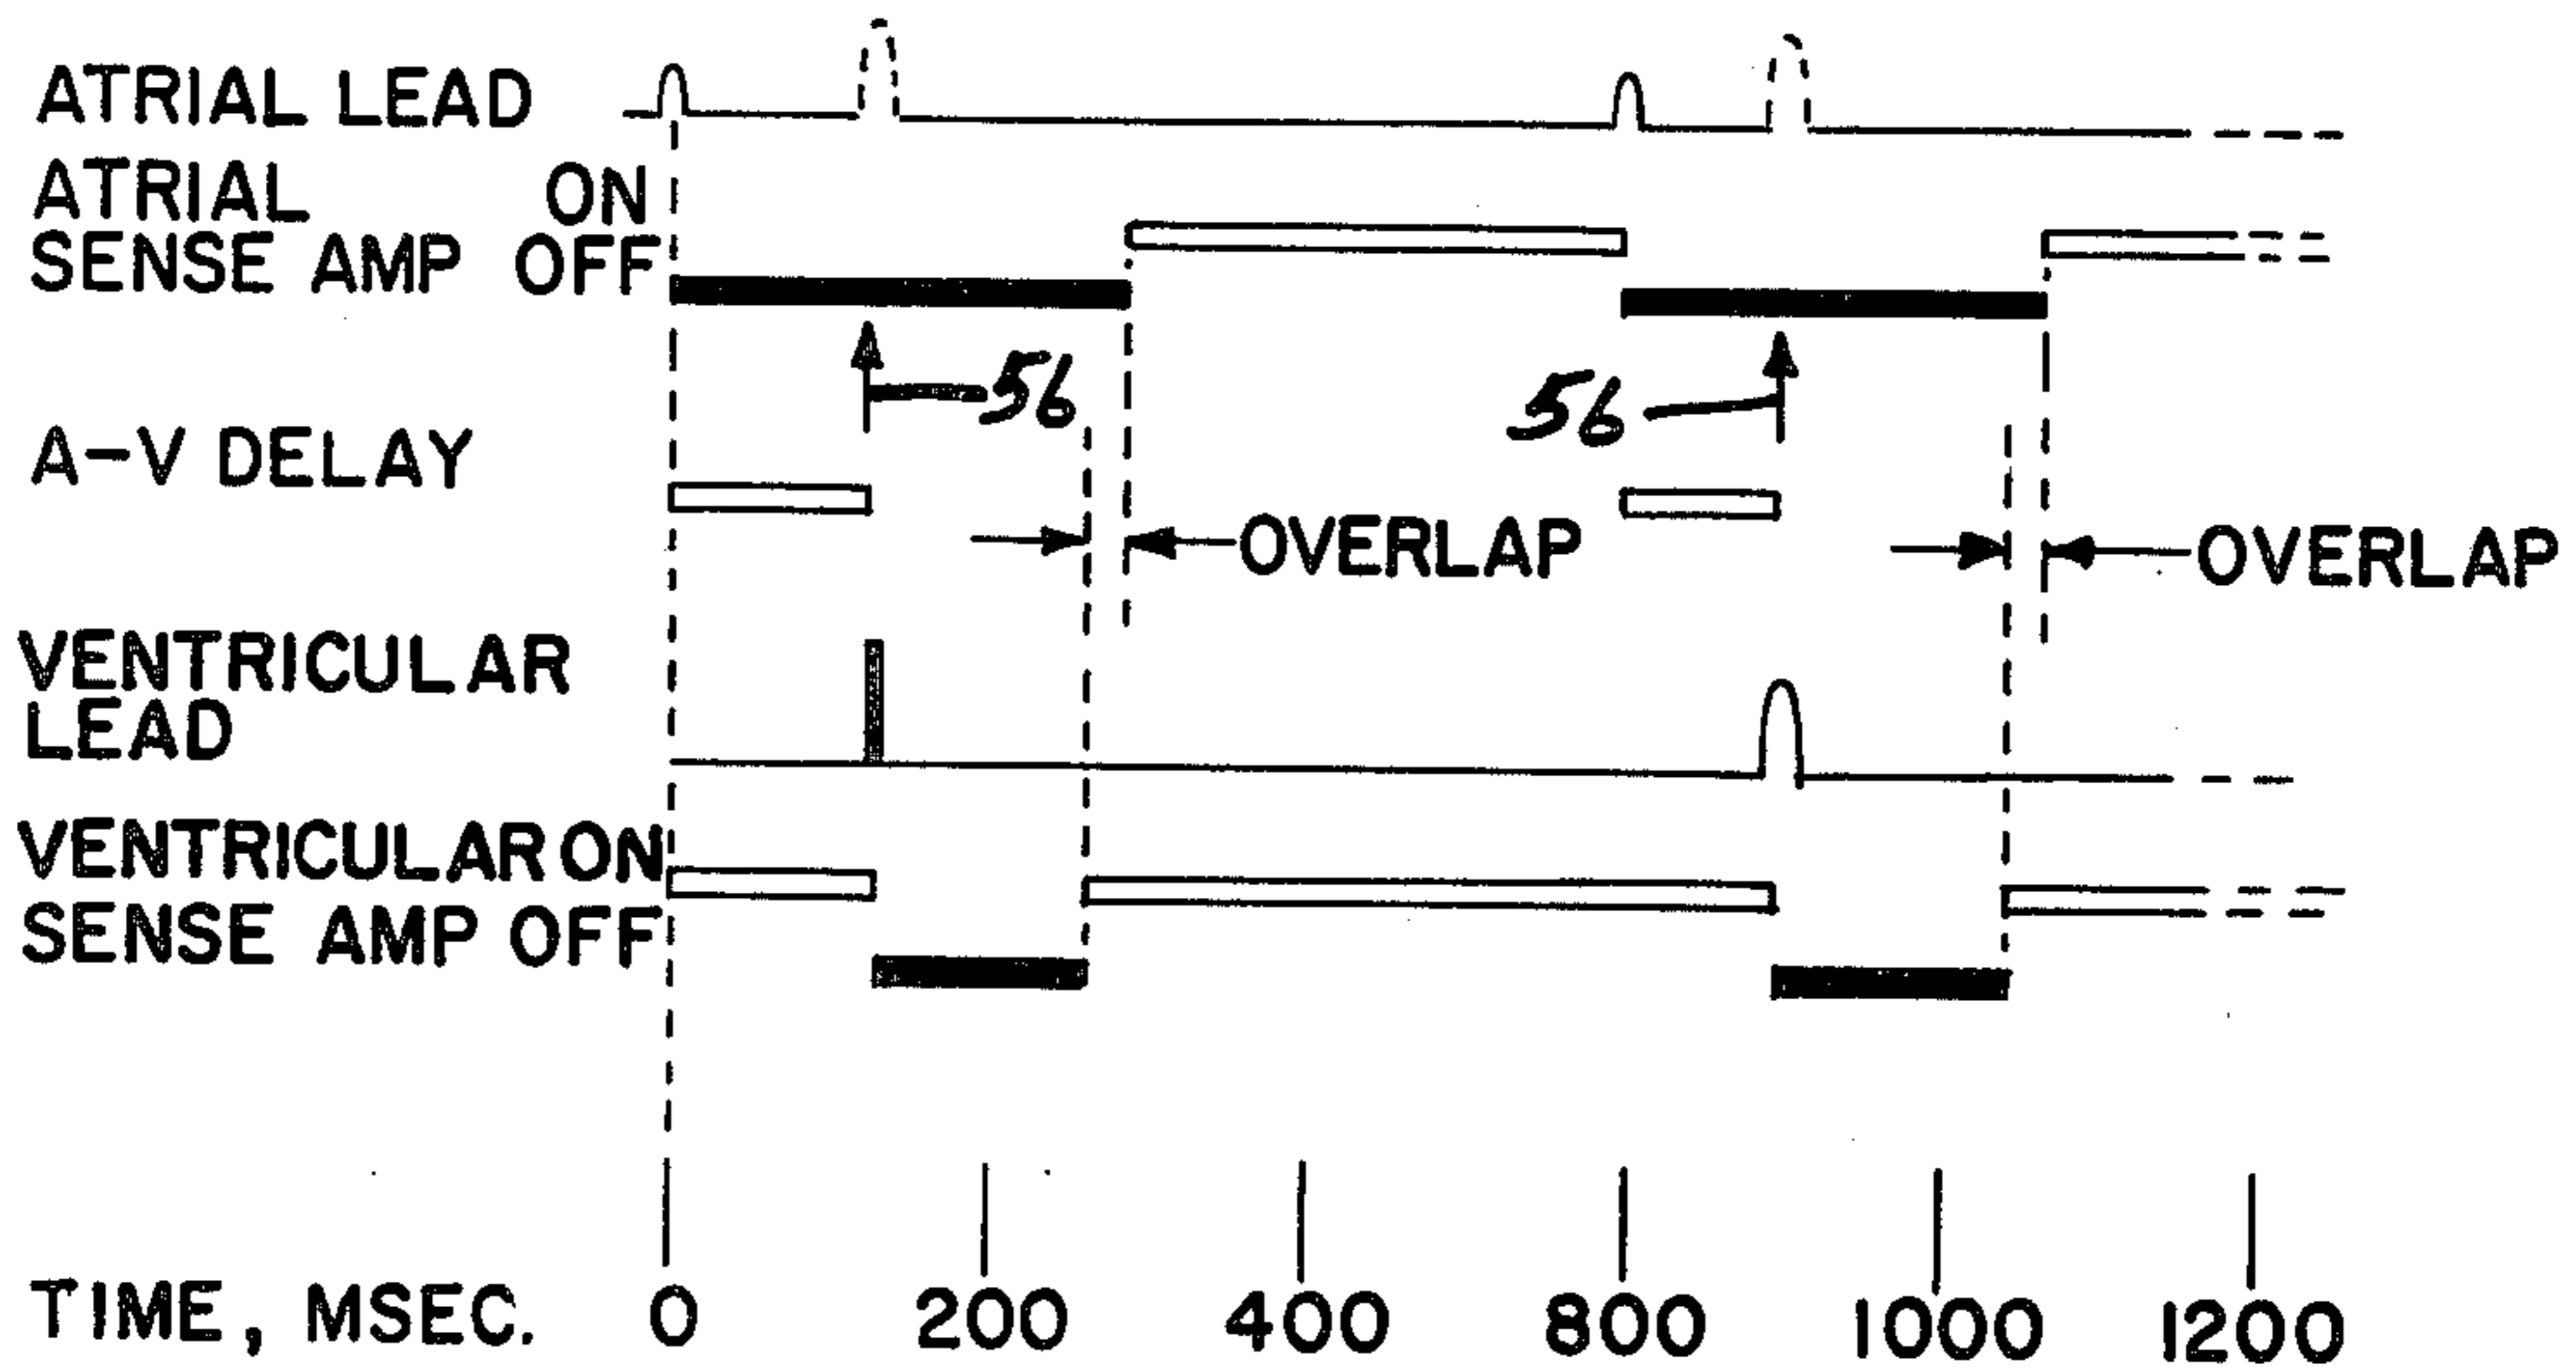 ATRIAL LEAD
ATRIAL ON
SENSE AMP OFF
56
56
A-V DELAY
OVERLAP
OVERLAP
VENTRICULAR
LEAD
VENTRICULAR ON
SENSE AMP OFF
TIME, MSEC. 0 200 400 800 1000 1200